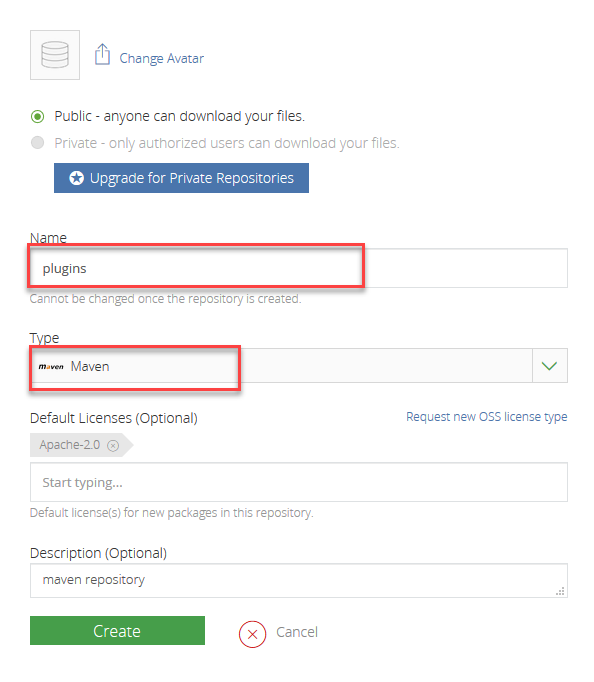 Change Avatar
Public - anyone can download your files.
Private - only authorized users can download your files.
Upgrade for Private Repositories
Name
plugins
Cannot be changed once the repository is created.
Type
maven Maven
Default Licenses (Optional) Request new OSS license type
Apache-2.0
Start typing...
Default license(s) for new packages in this repository.
Description (Optional)
maven repository
Create Cancel